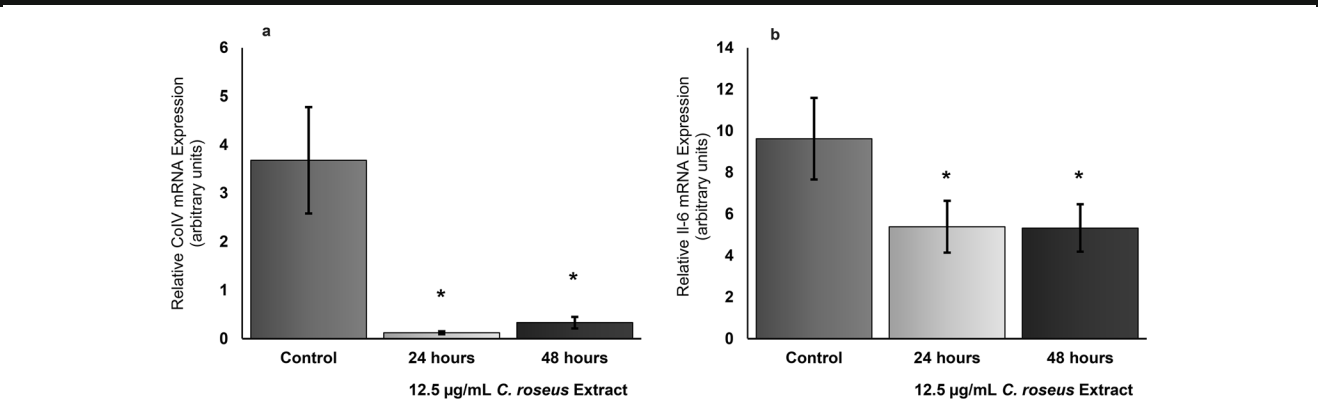 a
Relative ColV mRNA Expression
(arbitrary units)
6
5
4
3
2
1
0
*
*
Control
24 hours
48 hours
12.5 µg/mL C. roseus Extract
b
Relative Il-6 mRNA Expression
(arbitrary units)
14
12
10
8
6
4
2
0
*
*
Control
24 hours
48 hours
12.5 µg/mL C. roseus Extract